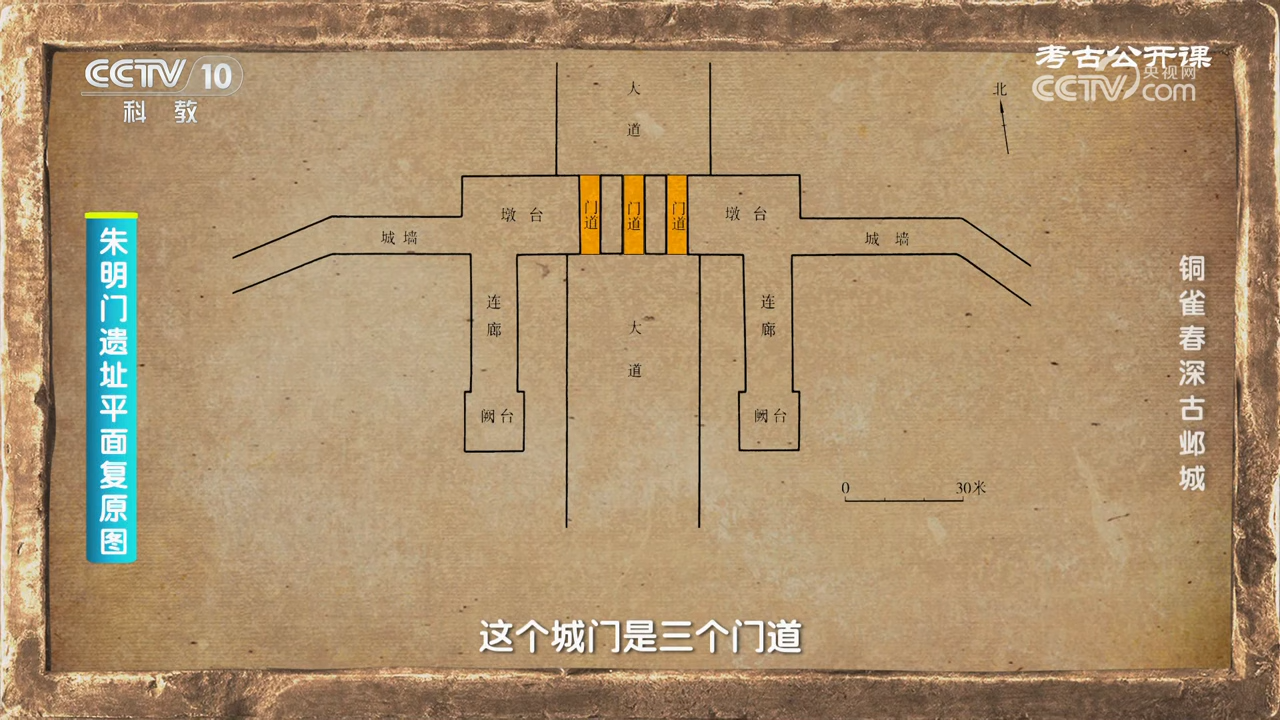 CCTV 10
科教
考古公开课
央视网
CCTV.com
北
大道
墩台
门道
门道
门道
墩台
城墙
城墙
连廊
大道
连廊
阙台
阙台
0 30米
朱明门遗址平面复原图
铜雀春深古邺城
这个城门是三个门道